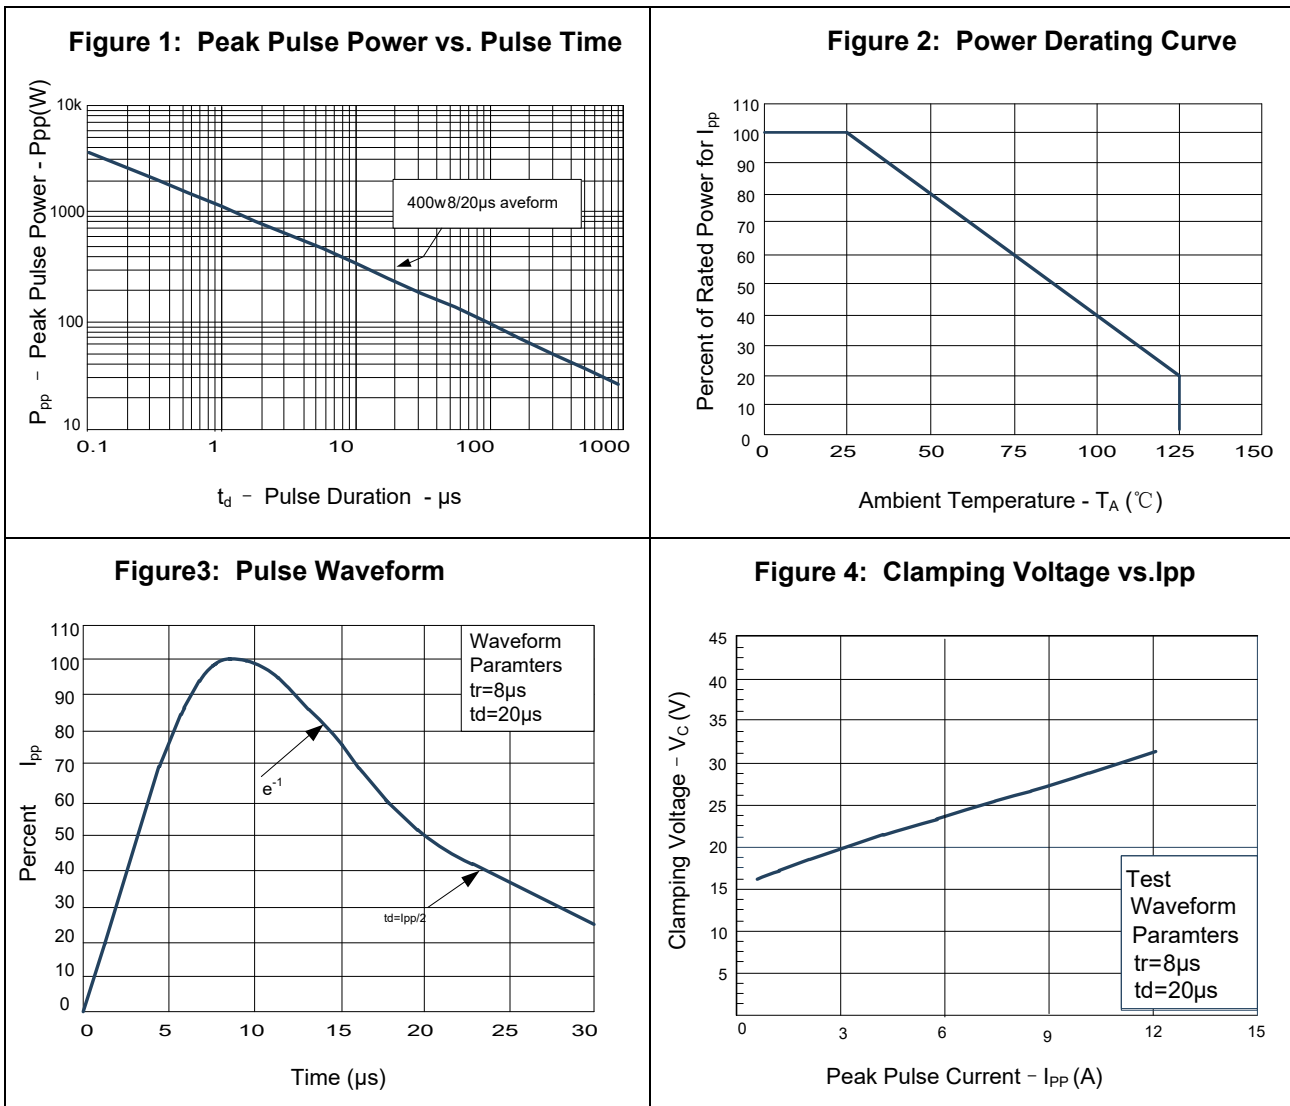 Figure 1: Peak Pulse Power vs. Pulse Time
Ppp – Peak Pulse Power - Ppp(W)
10k
1000
100
10
400w8/20µs aveform
0.1 1 10 100 1000
td – Pulse Duration - µs
Figure 2: Power Derating Curve
Percent of Rated Power for Ipp
110
100
90
80
70
60
50
40
30
20
10
0
0 25 50 75 100 125 150
Ambient Temperature - TA (℃)
Figure3: Pulse Waveform
Percent Ipp
110
100
90
80
70
60
50
40
30
20
10
0
Waveform
Paramters
tr=8µs
td=20µs
e-1
td=Ipp/2
0 5 10 15 20 25 30
Time (µs)
Figure 4: Clamping Voltage vs.Ipp
Clamping Voltage – VC (V)
45
40
35
30
25
20
15
10
5
Test
Waveform
Paramters
tr=8µs
td=20µs
0 3 6 9 12 15
Peak Pulse Current – IPP (A)